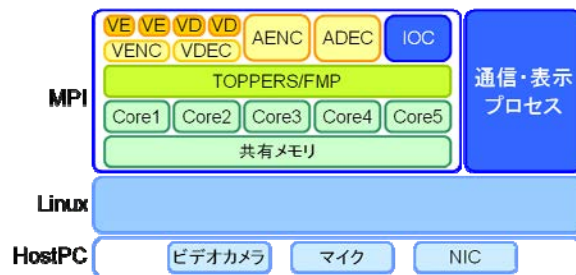 VE VE VD VD
VENC VDEC AENC ADEC IOC
TOPPERS/FMP
MPI
Core1 Core2 Core3 Core4 Core5
共有メモリ
通信・表示
プロセス
Linux
HostPC
ビデオカメラ マイク NIC